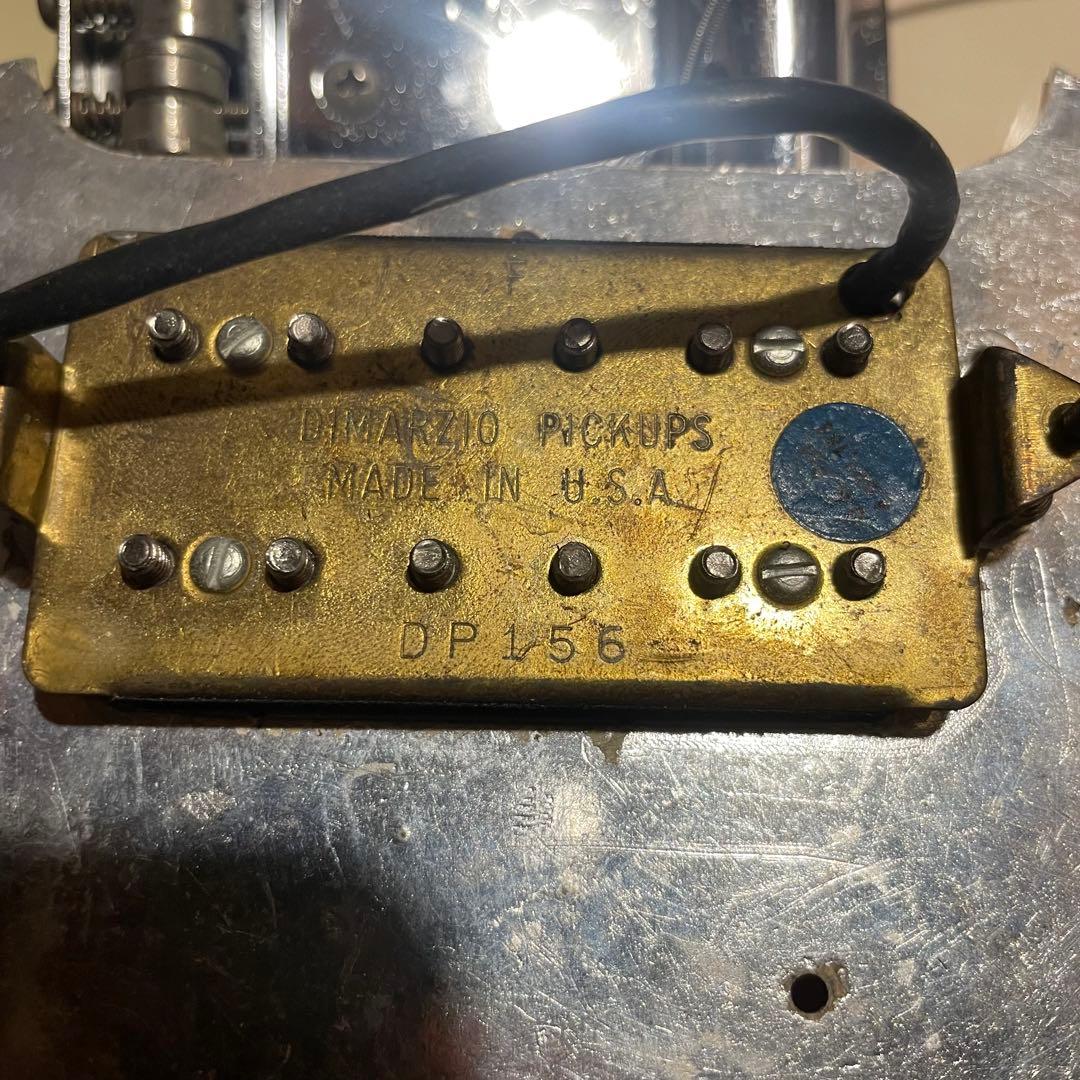 F
DIMARZIO PICKUPS
MADE IN U.S.A.
DP156